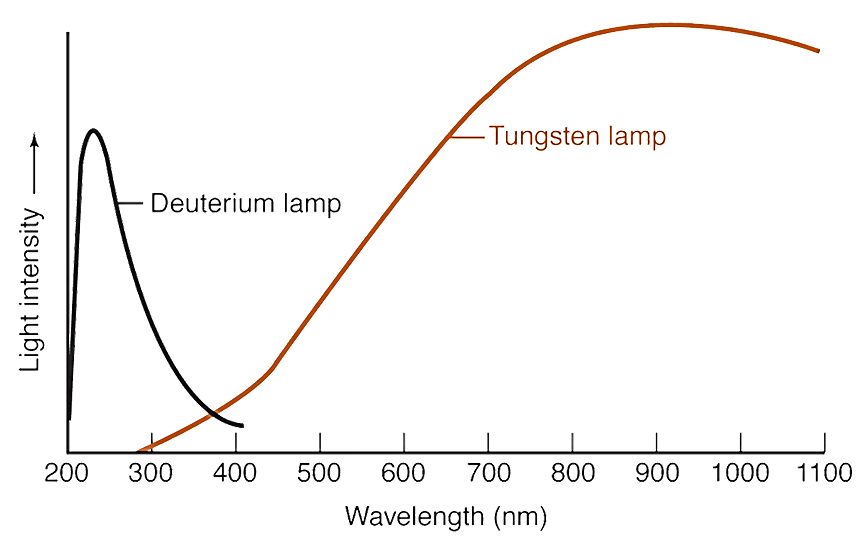 Light intensity
Deuterium lamp
Tungsten lamp
200 300 400 500 600 700 800 900 1000 1100
Wavelength (nm)